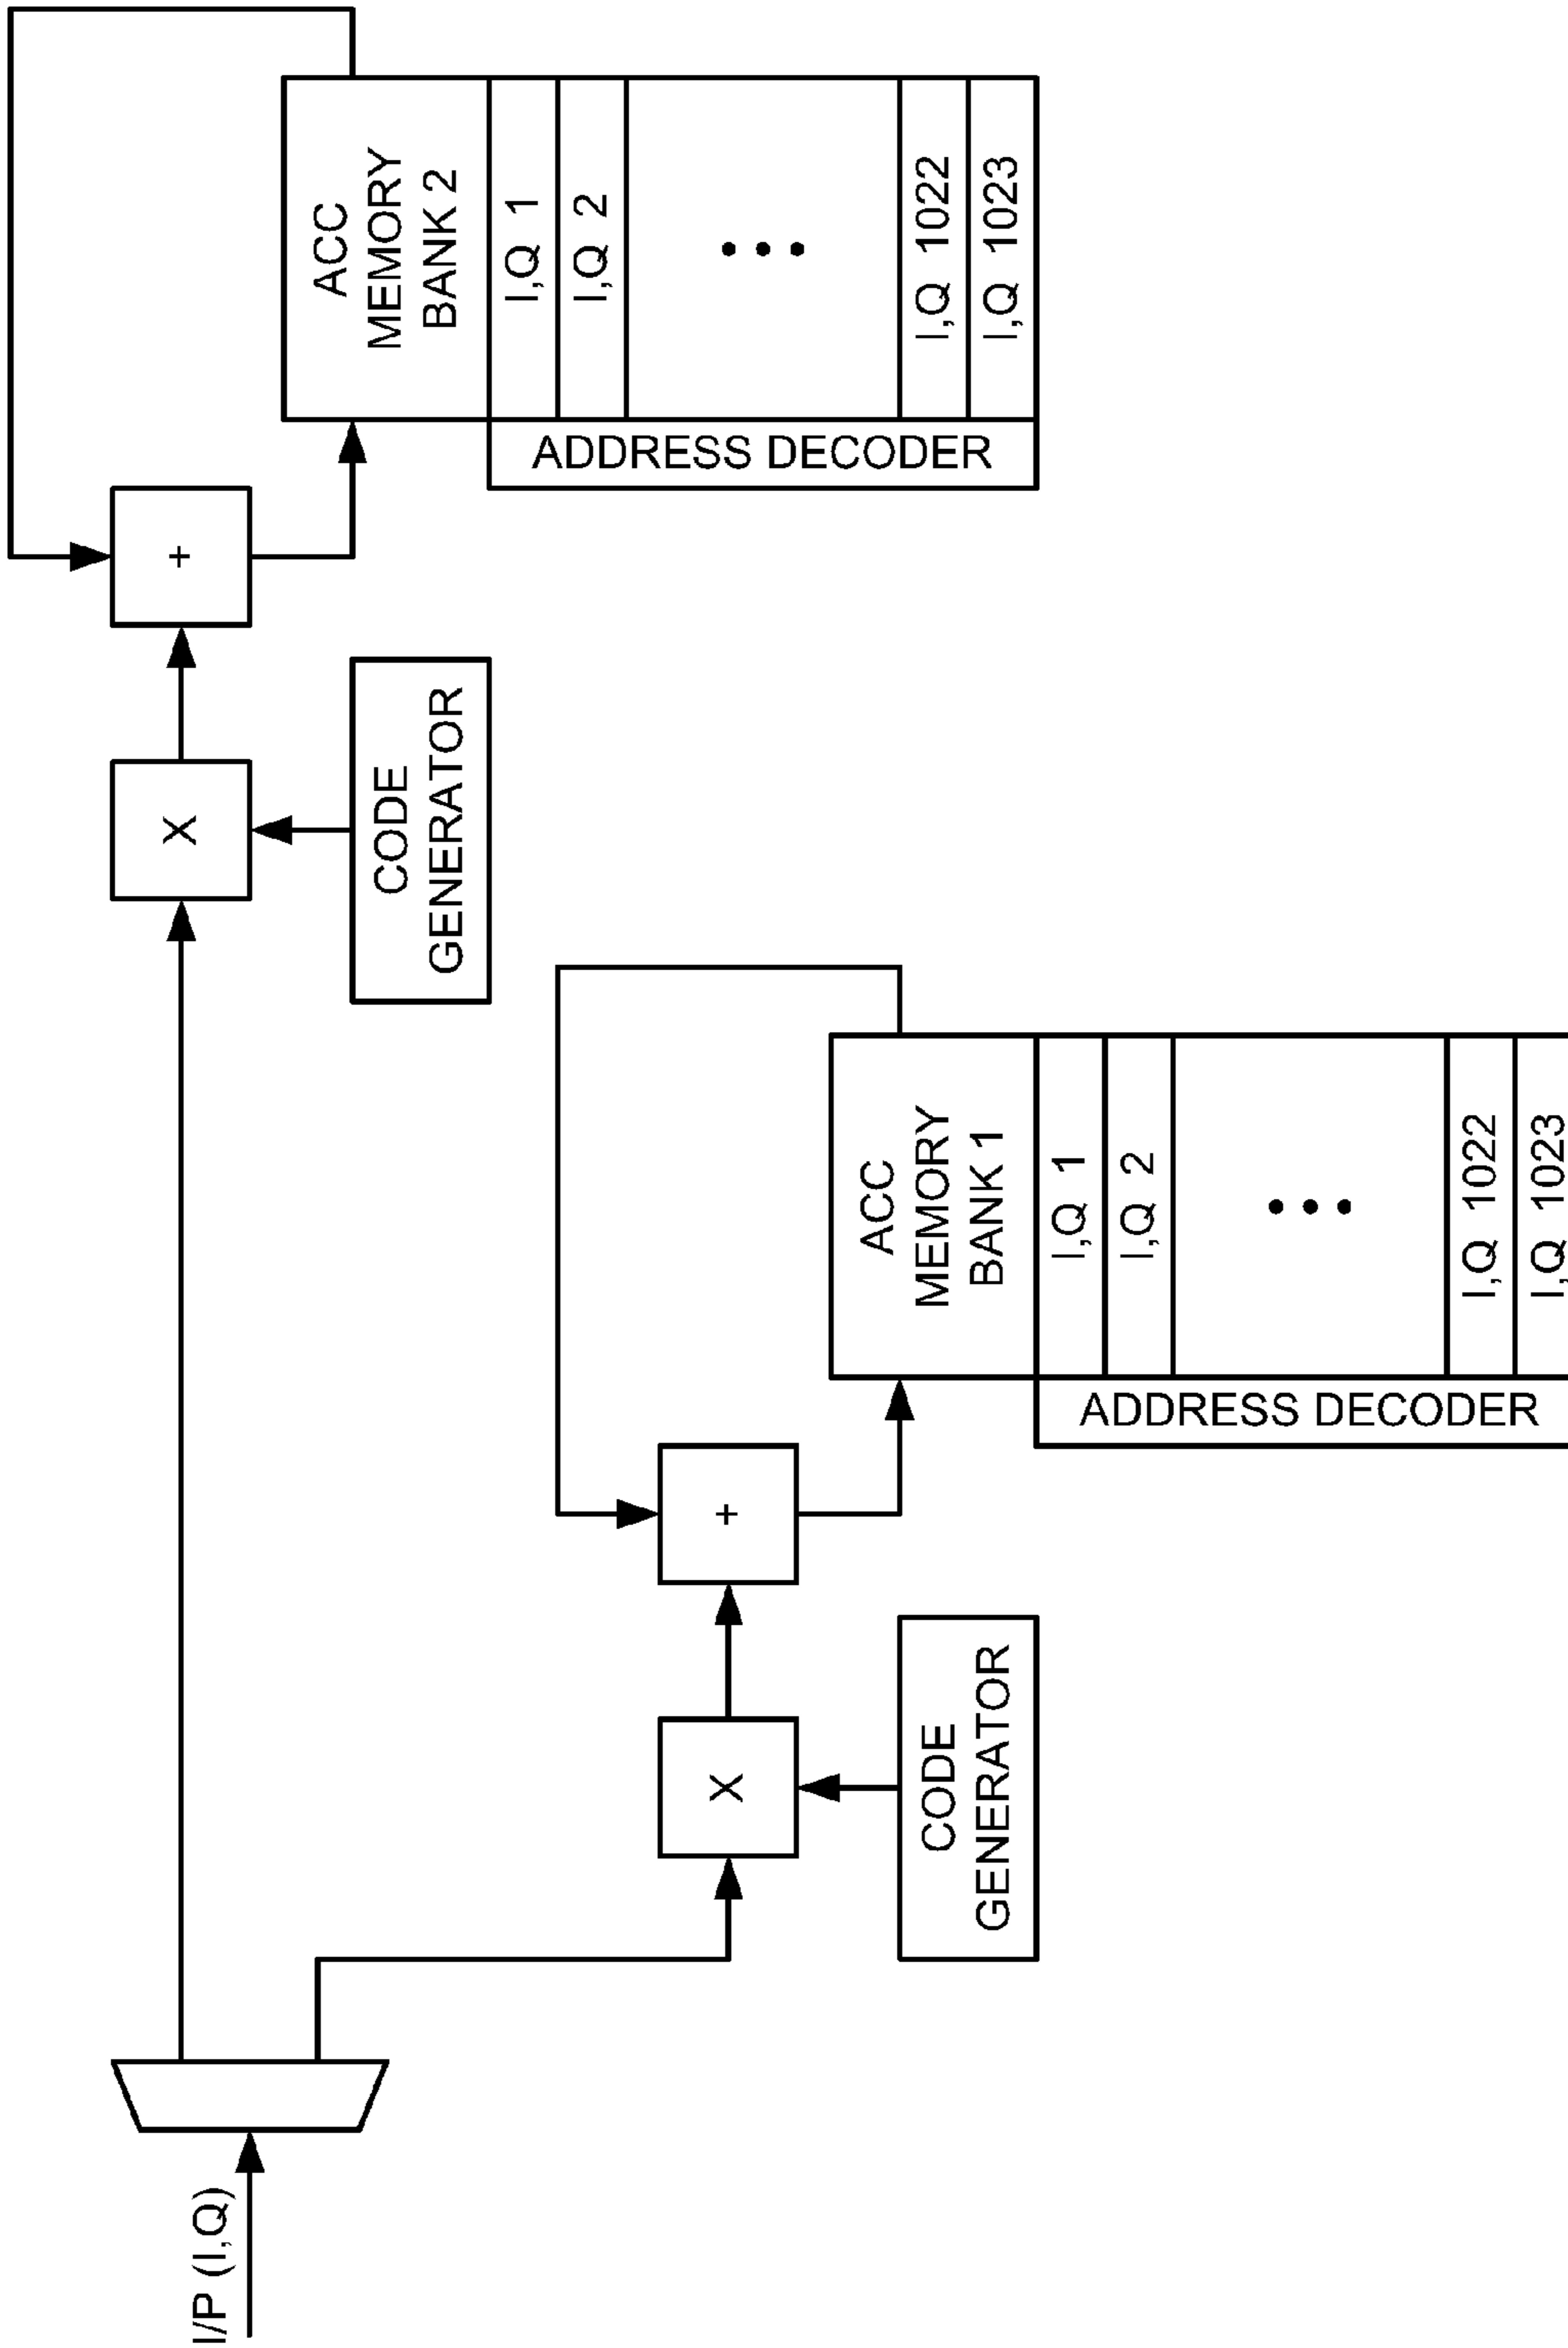 I/P (I,Q)
X
CODE
GENERATOR
+
ACC
MEMORY
BANK 2
I,Q 1
I,Q 2
I,Q 1022
I,Q 1023
ADDRESS DECODER
X
CODE
GENERATOR
+
ACC
MEMORY
BANK 1
I,Q 1
I,Q 2
I,Q 1022
I,Q 1023
ADDRESS DECODER